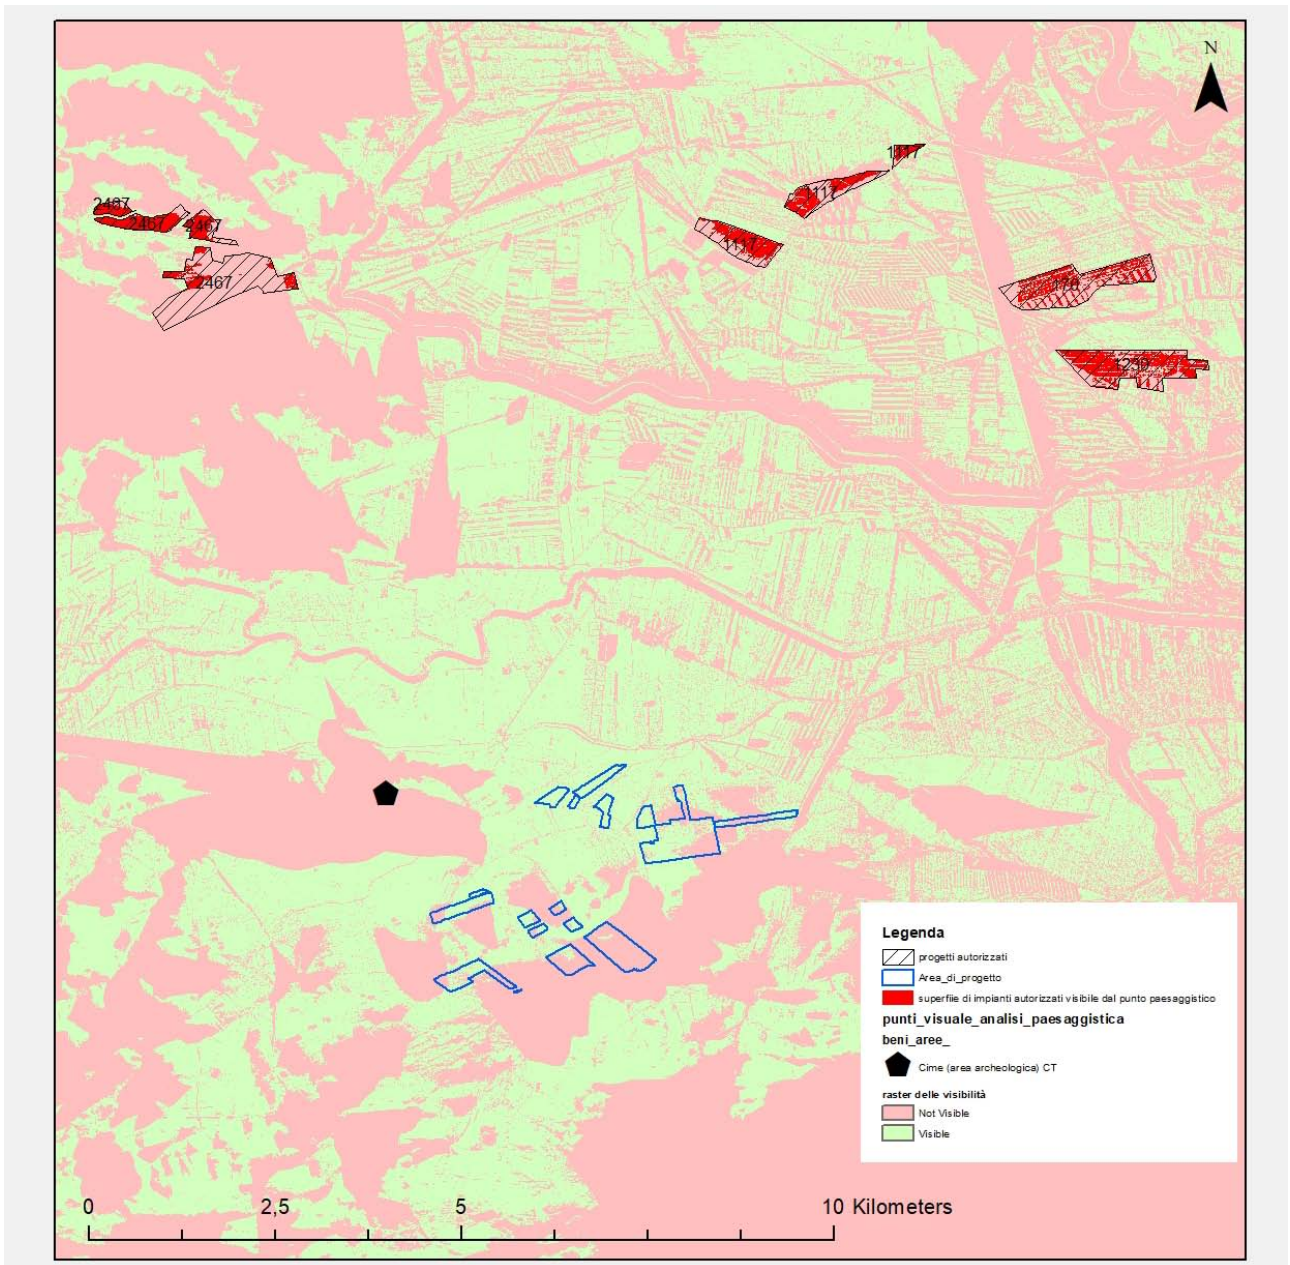 N
1117
1117
2467
2467
2467
1117
2467
170
1230
Legenda
progetti autorizzati
Area_di_progetto
superfiie di impianti autorizzati visibile dal punto paesaggistico
punti_visuale_analisi_paesaggistica
beni_aree_
Cime (area archeologica) CT
raster delle visibilità
Not Visible
Visible
0 2,5 5 10 Kilometers